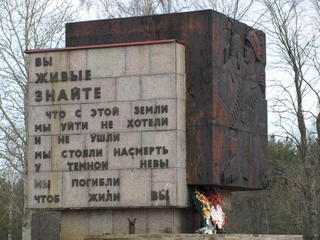 ВЫ
ЖИВЫЕ
ЗНАЙТЕ
ЧТО С ЭТОЙ ЗЕМЛИ
МЫ УЙТИ НЕ ХОТЕЛИ
И НЕ УШЛИ
МЫ СТОЯЛИ НАСМЕРТЬ
У ТЕМНОЙ НЕВЫ
МЫ ПОГИБЛИ
ЧТОБ ЖИЛИ ВЫ